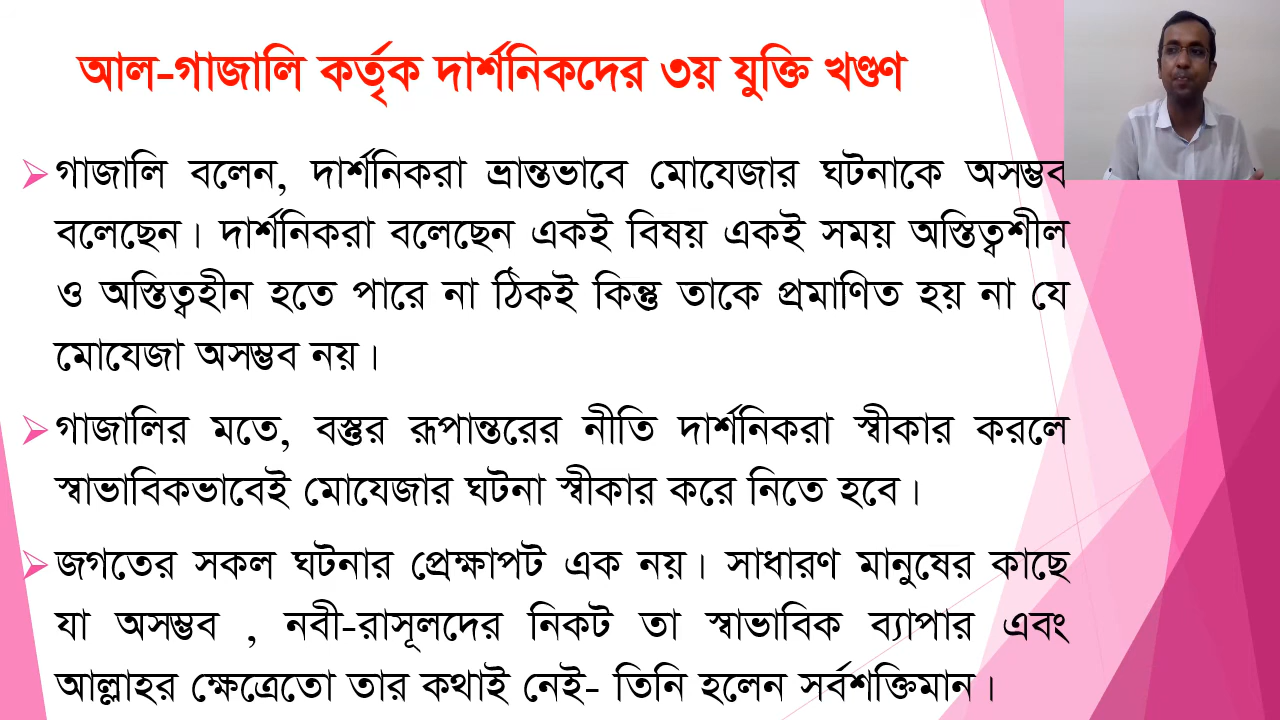 আল-গাজালি কর্তৃক দার্শনিকদের ৩য় যুক্তি খণ্ডণ
গাজালি বলেন, দার্শনিকরা ভ্রান্তভাবে মোযেজার ঘটনাকে অসম্ভব
বলেছেন। দার্শনিকরা বলেছেন একই বিষয় একই সময় অস্তিত্বশীল
ও অস্তিত্বহীন হতে পারে না ঠিকই কিন্তু তাকে প্রমাণিত হয় না যে
মোযেজা অসম্ভব নয়।
গাজালির মতে, বস্তুর রূপান্তরের নীতি দার্শনিকরা স্বীকার করলে
স্বাভাবিকভাবেই মোযেজার ঘটনা স্বীকার করে নিতে হবে।
জগতের সকল ঘটনার প্রেক্ষাপট এক নয়। সাধারণ মানুষের কাছে
যা অসম্ভব , নবী-রাসূলদের নিকট তা স্বাভাবিক ব্যাপার এবং
আল্লাহর ক্ষেত্রেতো তার কথাই নেই- তিনি হলেন সর্বশক্তিমান।